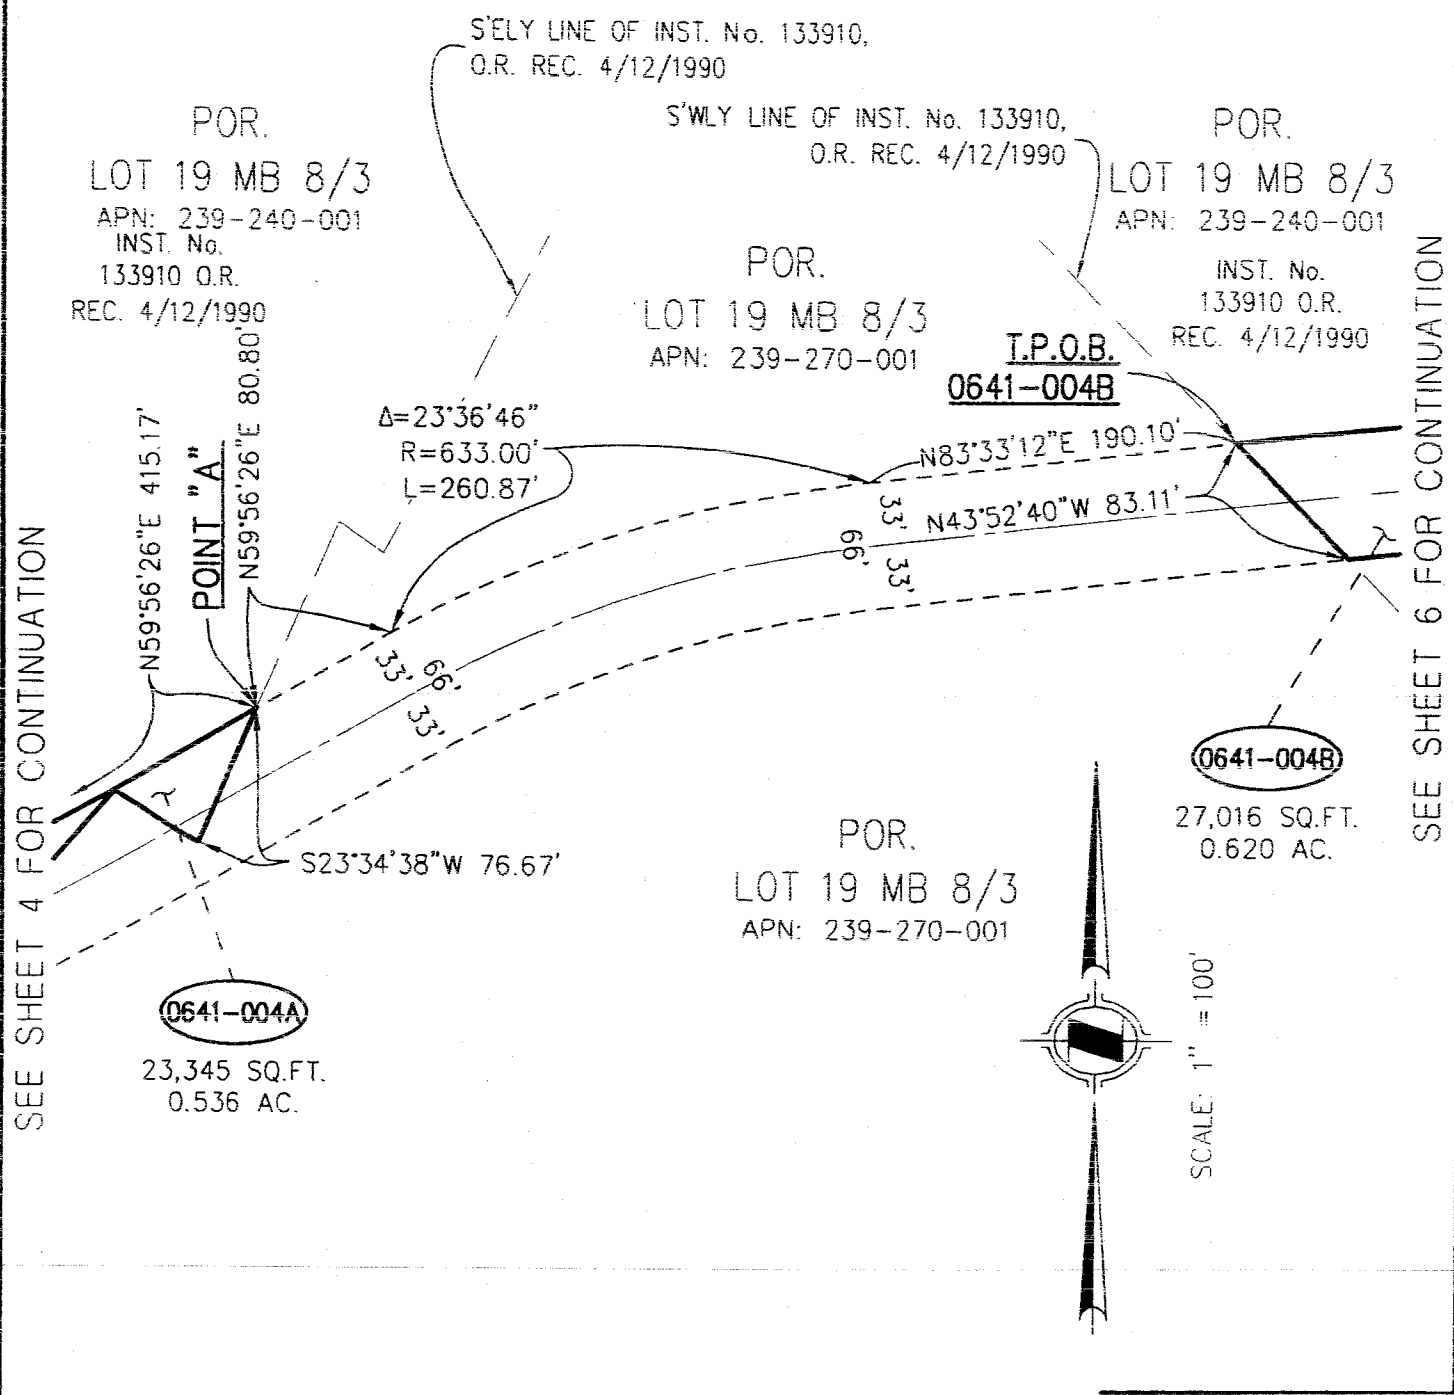 S'ELY LINE OF INST. No. 133910,
O.R. REC. 4/12/1990
S'WLY LINE OF INST. No. 133910,
O.R. REC. 4/12/1990
POR.
LOT 19 MB 8/3
APN: 239-240-001
INST. No.
133910 O.R.
REC. 4/12/1990
POR.
LOT 19 MB 8/3
APN: 239-270-001
POR.
LOT 19 MB 8/3
APN: 239-240-001
INST. No.
133910 O.R.
REC. 4/12/1990
T.P.O.B.
0641-004B
Δ=23°36'46"
R=633.00'
L=260.87'
N83°33'12"E 190.10'
N43°52'40"W 83.11'
33'
66'
33'
N59°56'26"E 415.17'
POINT "A"
N59°56'26"E 80.80'
33'
66'
33'
S23°34'38"W 76.67'
0641-004A
23,345 SQ.FT.
0.536 AC.
0641-004B
27,016 SQ.FT.
0.620 AC.
POR.
LOT 19 MB 8/3
APN: 239-270-001
SCALE: 1" = 100'
SEE SHEET 4 FOR CONTINUATION
SEE SHEET 6 FOR CONTINUATION